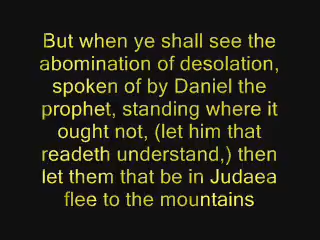 But when ye shall see the
abomination of desolation,
spoken of by Daniel the
prophet, standing where it
ought not, (let him that
readeth understand,) then
let them that be in Judaea
flee to the mountains